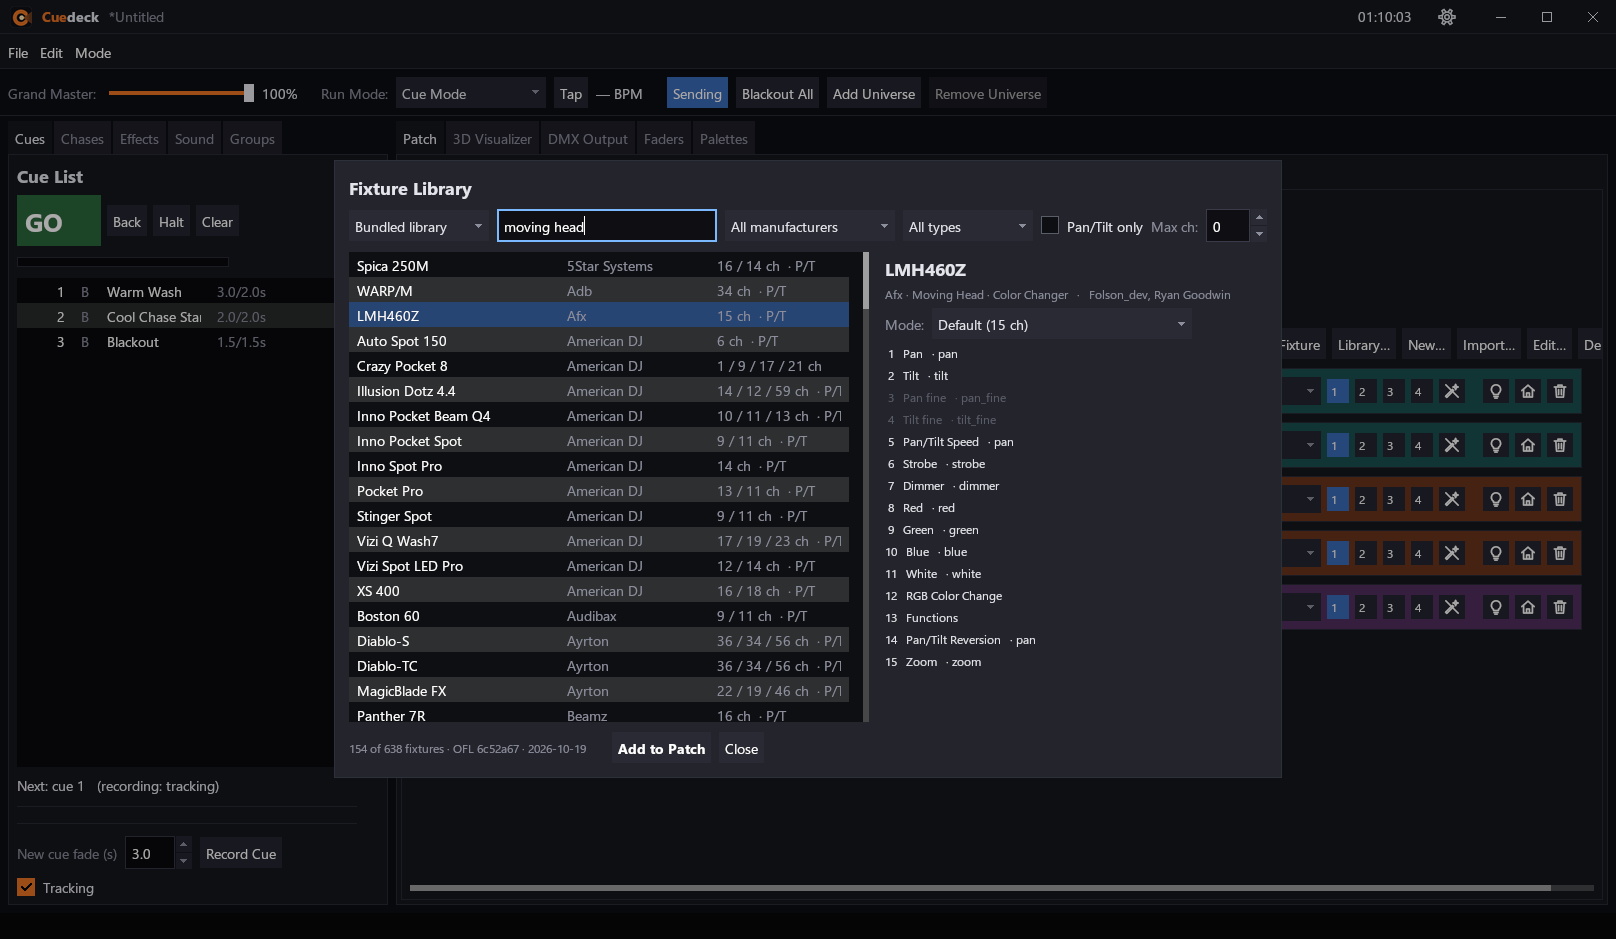 Cuedeck *Untitled 01:10:03
File Edit Mode
Grand Master: 100% Run Mode: Cue Mode Tap — BPM Sending Blackout All Add Universe Remove Universe
Cues Chases Effects Sound Groups Patch 3D Visualizer DMX Output Faders Palettes
Cue List
GO Back Halt Clear
1 B Warm Wash 3.0/2.0s
2 B Cool Chase Star 2.0/2.0s
3 B Blackout 1.5/1.5s
Next: cue 1 (recording: tracking)
New cue fade (s) 3.0 Record Cue
Tracking
Fixture Library
Bundled library moving head All manufacturers All types Pan/Tilt only Max ch: 0
Spica 250M 5Star Systems 16 / 14 ch · P/T
WARP/M Adb 34 ch · P/T
LMH460Z Afx 15 ch · P/T
Auto Spot 150 American DJ 6 ch · P/T
Crazy Pocket 8 American DJ 1 / 9 / 17 / 21 ch
Illusion Dotz 4.4 American DJ 14 / 12 / 59 ch · P/T
Inno Pocket Beam Q4 American DJ 10 / 11 / 13 ch · P/T
Inno Pocket Spot American DJ 9 / 11 ch · P/T
Inno Spot Pro American DJ 14 ch · P/T
Pocket Pro American DJ 13 / 11 ch · P/T
Stinger Spot American DJ 9 / 11 ch · P/T
Vizi Q Wash7 American DJ 17 / 19 / 23 ch · P/T
Vizi Spot LED Pro American DJ 12 / 14 ch · P/T
XS 400 American DJ 16 / 18 ch · P/T
Boston 60 Audibax 9 / 11 ch · P/T
Diablo-S Ayrton 36 / 34 / 56 ch · P/T
Diablo-TC Ayrton 36 / 34 / 56 ch · P/T
MagicBlade FX Ayrton 22 / 19 / 46 ch · P/T
Panther 7R Beamz 16 ch · P/T
154 of 638 fixtures · OFL 6c52a67 · 2026-10-19 Add to Patch Close
LMH460Z
Afx · Moving Head · Color Changer · Folson_dev, Ryan Goodwin
Mode: Default (15 ch)
1 Pan · pan
2 Tilt · tilt
3 Pan fine · pan_fine
4 Tilt fine · tilt_fine
5 Pan/Tilt Speed · pan
6 Strobe · strobe
7 Dimmer · dimmer
8 Red · red
9 Green · green
10 Blue · blue
11 White · white
12 RGB Color Change
13 Functions
14 Pan/Tilt Reversion · pan
15 Zoom · zoom
Fixture Library... New... Import... Edit... De
1 2 3 4
1 2 3 4
1 2 3 4
1 2 3 4
1 2 3 4